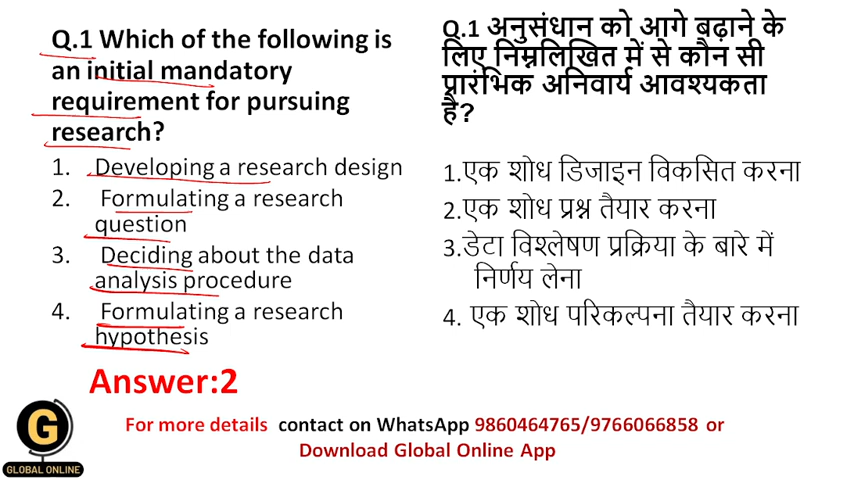 Q.1 Which of the following is
an initial mandatory
requirement for pursuing
research?
1. Developing a research design
2. Formulating a research
question
3. Deciding about the data
analysis procedure
4. Formulating a research
hypothesis
Answer:2
Q.1 अनुसंधान को आगे बढ़ाने के
लिए निम्नलिखित में से कौन सी
प्रारंभिक अनिवार्य आवश्यकता
है?
1.एक शोध डिजाइन विकसित करना
2.एक शोध प्रश्न तैयार करना
3.डेटा विश्लेषण प्रक्रिया के बारे में
निर्णय लेना
4. एक शोध परिकल्पना तैयार करना
For more details contact on WhatsApp 9860464765/9766066858 or
Download Global Online App
G
GLOBAL ONLINE